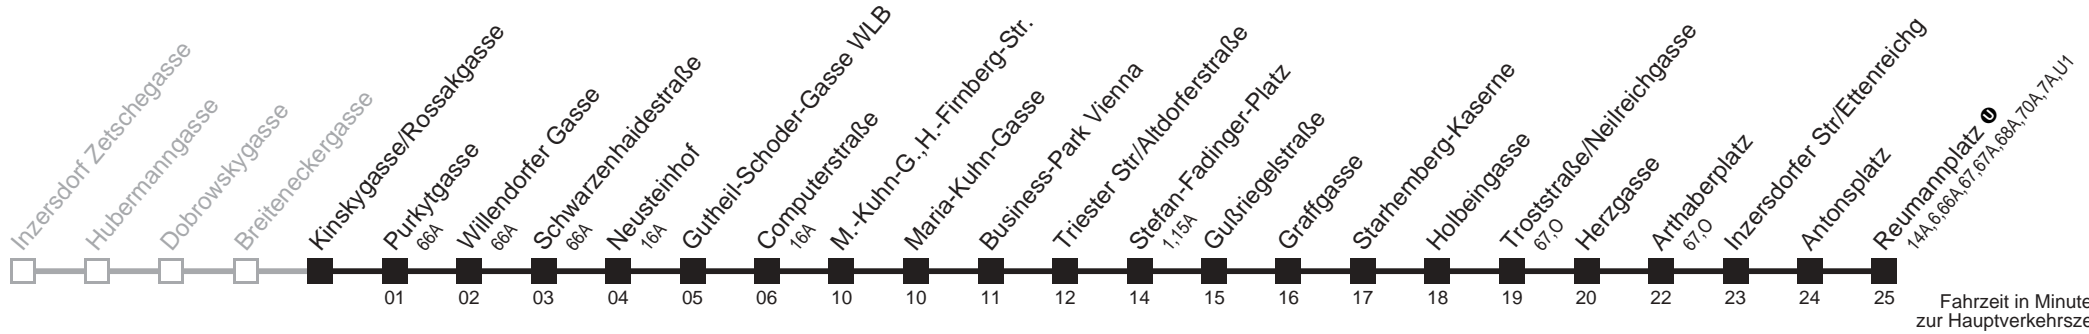 Inzersdorf Zetschegasse
Hubermanngasse
Dobrowskygasse
Breiteneckergasse
Kinskygasse/Rossakgasse
Purkytgasse
66A
Willendorfer Gasse
66A
Schwarzenhaidestraße
66A
Neusteinhof
16A
Gutheil-Schoder-Gasse WLB
Computerstraße
16A
M.-Kuhn-G.,H.-Firnberg-Str.
Maria-Kuhn-Gasse
Business-Park Vienna
Triester Str/Altdorferstraße
Stefan-Fadinger-Platz
1,15A
Gußriegelstraße
Graffgasse
Starhemberg-Kaserne
Holbeingasse
Troststraße/Neilreichgasse
67,O
Herzgasse
Arthaberplatz
67,O
Inzersdorfer Str/Ettenreichg
Antonsplatz
Reumannplatz U
14A,6,66A,67,67A,68A,70A,7A,U1
01 02 03 04 05 06 10 10 11 12 14 15 16 17 18 19 20 22 23 24 25
Fahrzeit in Minute
zur Hauptverkehrsze